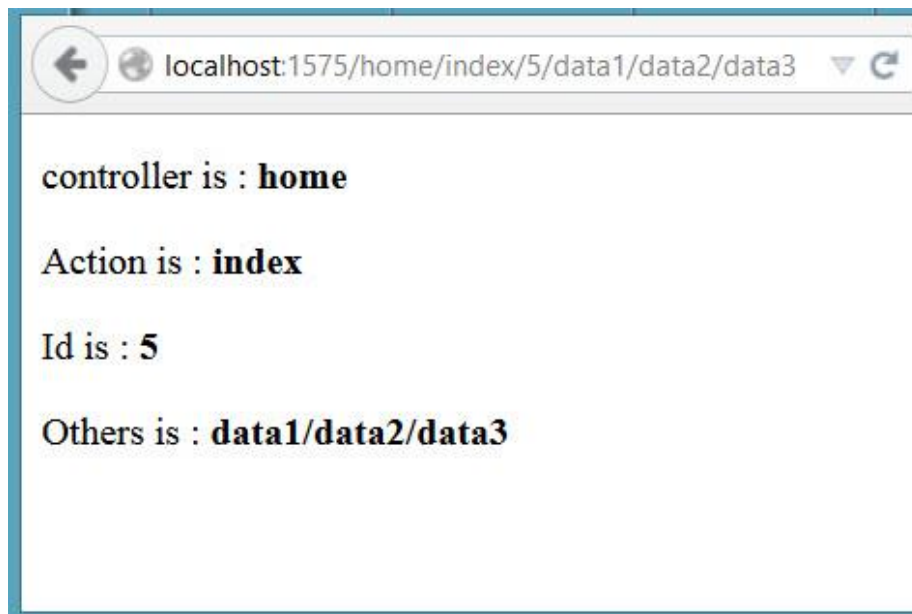 localhost:1575/home/index/5/data1/data2/data3
controller is : home
Action is : index
Id is : 5
Others is : data1/data2/data3